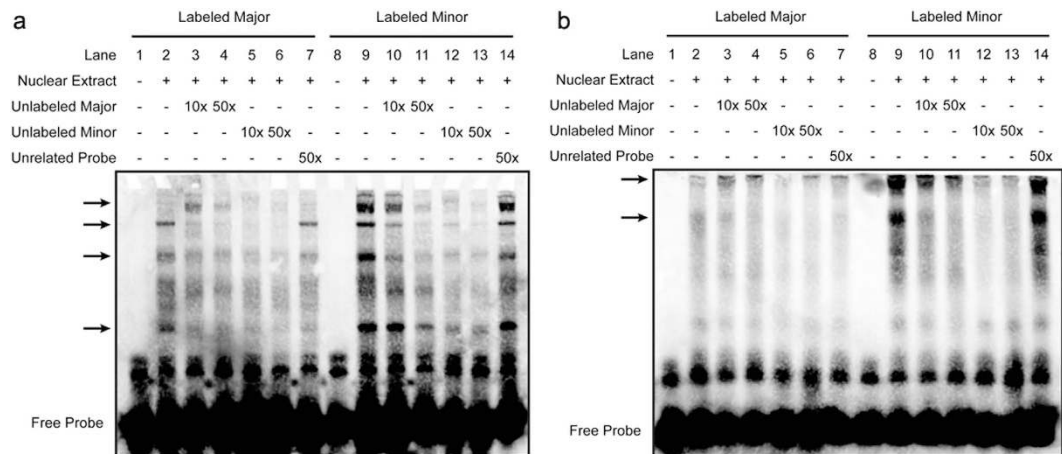 a
Labeled Major Labeled Minor
Lane 1 2 3 4 5 6 7 8 9 10 11 12 13 14
Nuclear Extract - + + + + + + - + + + + + +
Unlabeled Major - - 10x 50x - - - - - 10x 50x - - -
Unlabeled Minor - - - - 10x 50x - - - - - 10x 50x -
Unrelated Probe - - - - - - 50x - - - - - - 50x
Free Probe
b
Labeled Major Labeled Minor
Lane 1 2 3 4 5 6 7 8 9 10 11 12 13 14
Nuclear Extract - + + + + + + - + + + + + +
Unlabeled Major - - 10x 50x - - - - - 10x 50x - - -
Unlabeled Minor - - - - 10x 50x - - - - - 10x 50x -
Unrelated Probe - - - - - - 50x - - - - - - 50x
Free Probe